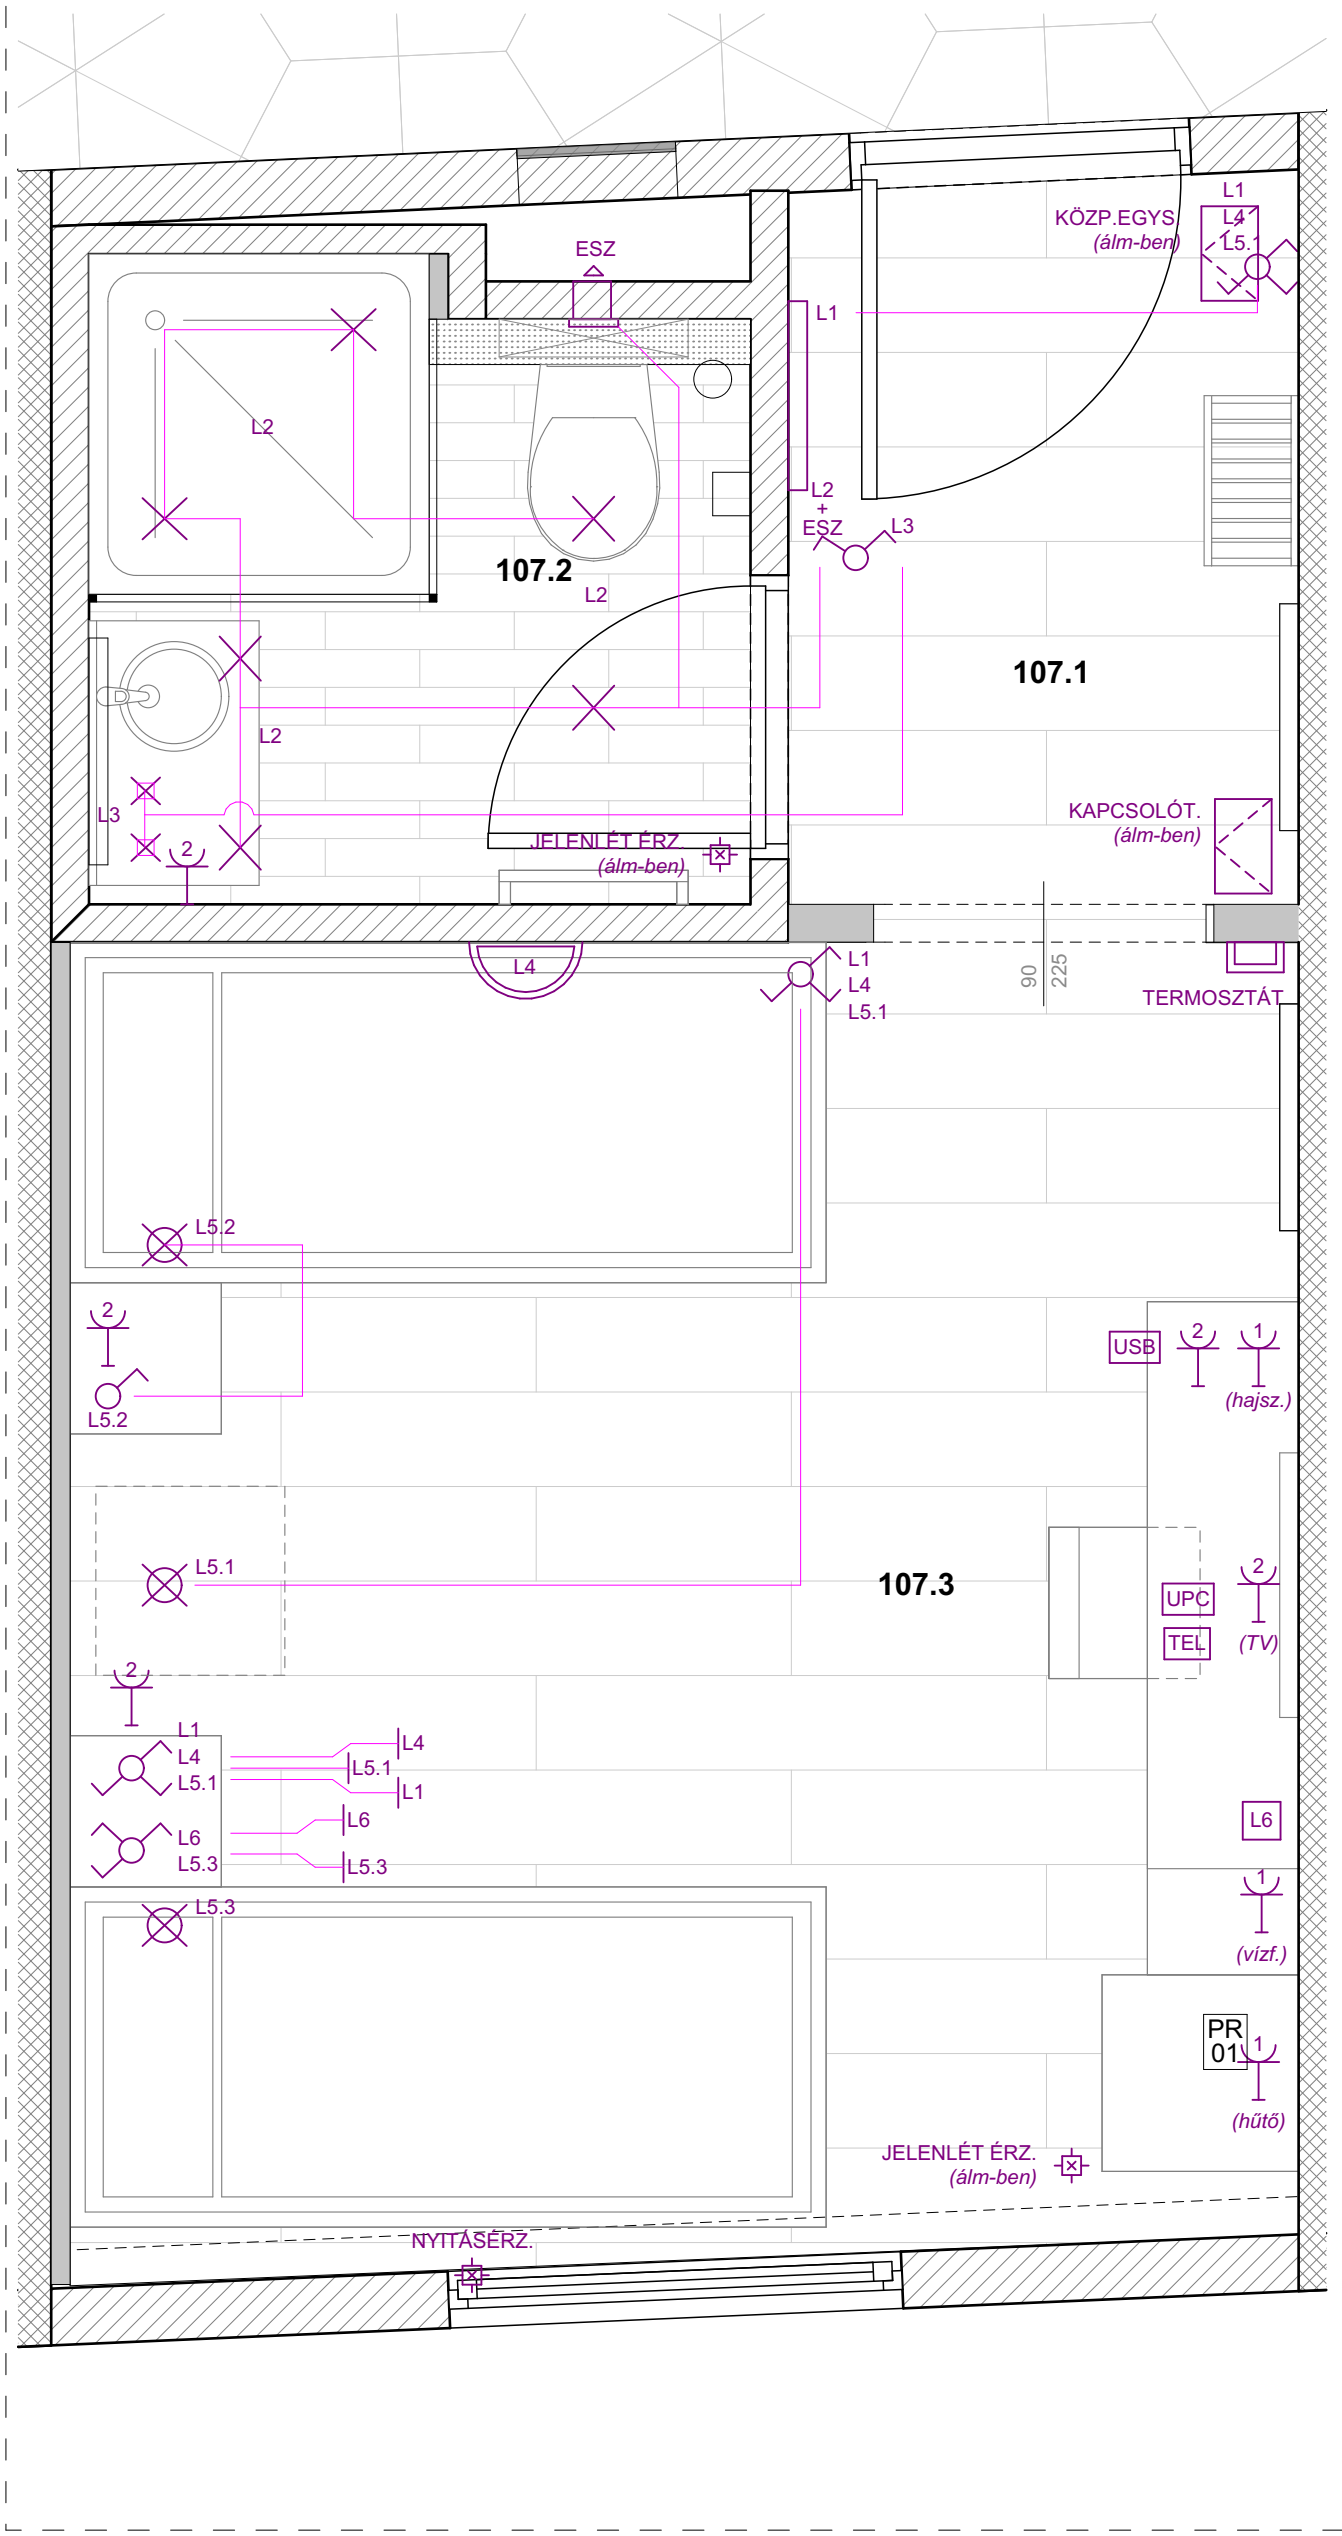 ESZ
KÖZP.EGYS.
(álm-ben)
L1
L4
L5.1
L1
L2
L2
+
ESZ
L3
107.2
L2
107.1
L2
L3
2
JELENLÉT ÉRZ.
(álm-ben)
KAPCSOLÓT.
(álm-ben)
L4
L1
L4
L5.1
90
225
TERMOSZTÁT
L5.2
2
L5.2
USB
2
1
(hajsz.)
L5.1
107.3
2
UPC
TEL
(TV)
2
L1
L4
L5.1
L4
L5.1
L1
L6
L5.3
L6
L5.3
L6
L5.3
1
(vízf.)
PR
01
1
(hűtő)
JELENLÉT ÉRZ.
(álm-ben)
NYITÁSÉRZ.